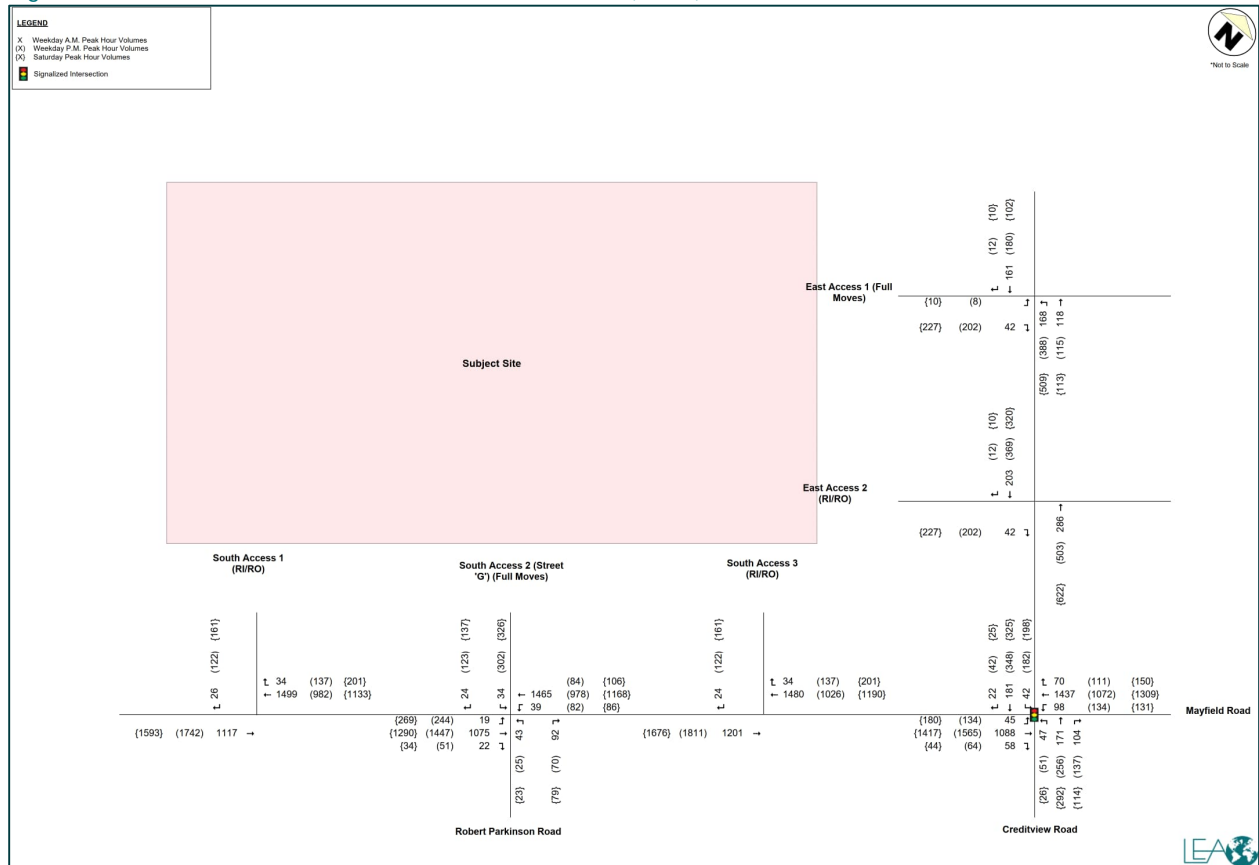 LEGEND
X Weekday A.M. Peak Hour Volumes
(X) Weekday P.M. Peak Hour Volumes
{X} Saturday Peak Hour Volumes
Signalized Intersection
N
*Not to Scale
Subject Site
East Access 1 (Full Moves)
{10} {102}
(12) (180)
161
{10} (8)
{227} (202) 42
168 118
(388) (115)
{509} {113}
East Access 2 (RI/RO)
{10} {320}
(12) (369)
203
{227} (202) 42
286
(503)
{622}
South Access 1 (RI/RO)
{161}
(122)
26
34 (137) {201}
1499 (982) {1133}
{1593} (1742) 1117
South Access 2 (Street 'G') (Full Moves)
{137} {326}
(123) (302)
24 34
(84) {106}
1465 (978) {1168}
39 (82) {86}
{269} (244) 19
{1290} (1447) 1075
{34} (51) 22
43 92
(25) (70)
{23} {79}
Robert Parkinson Road
South Access 3 (RI/RO)
{161}
(122)
24
34 (137) {201}
1480 (1026) {1190}
{1676} (1811) 1201
{25} {325} {198}
(42) (348) (182)
22 181 42
70 (111) {150}
1437 (1072) {1309}
98 (134) {131}
{180} (134) 45
{1417} (1565) 1088
{44} (64) 58
47 171 104
(51) (256) (137)
{26} {292} {114}
Mayfield Road
Creditview Road
LEA